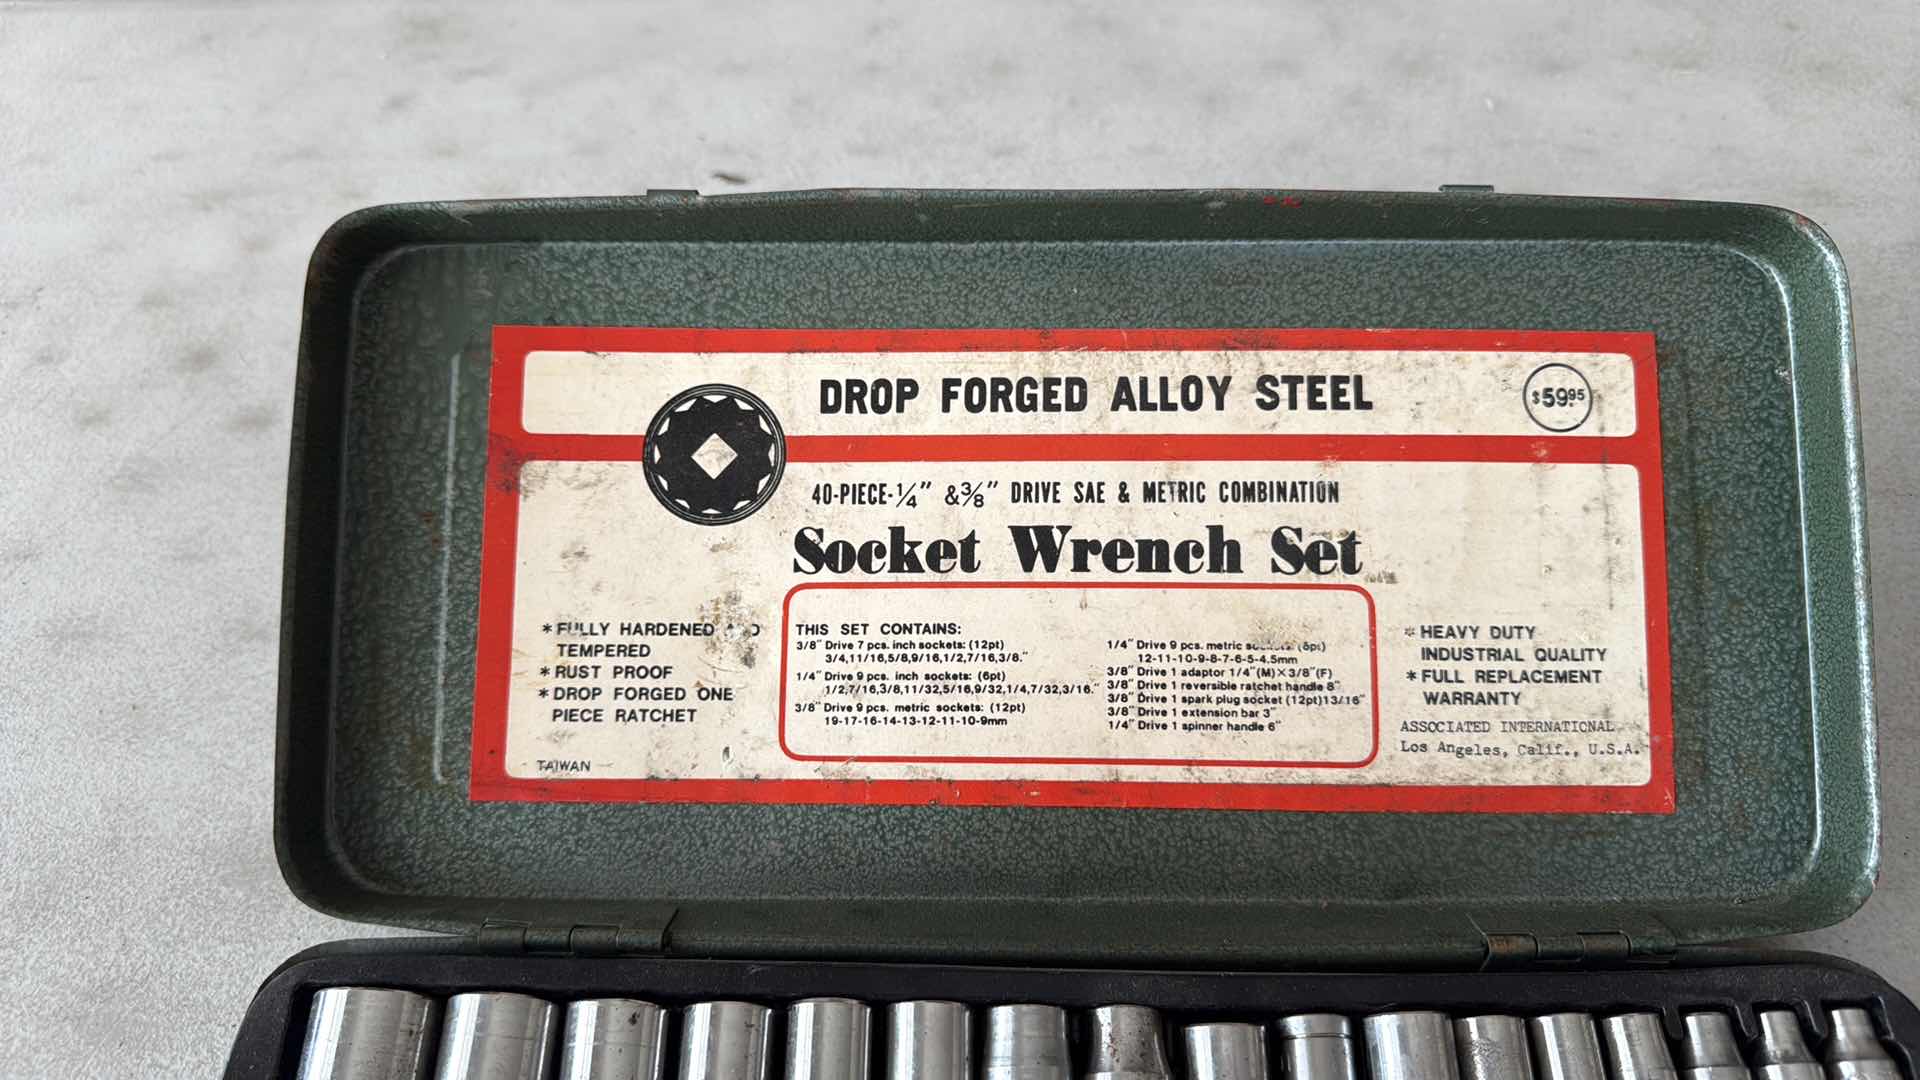 DROP FORGED ALLOY STEEL
$59.95
40-PIECE-1/4" & 3/8" DRIVE SAE & METRIC COMBINATION
Socket Wrench Set
* FULLY HARDENED AND
TEMPERED
* RUST PROOF
* DROP FORGED ONE
PIECE RATCHET
TAIWAN
THIS SET CONTAINS:
3/8" Drive 7 pcs. inch sockets: (12pt)
3/4,11/16,5/8,9/16,1/2,7/16,3/8."
1/4" Drive 9 pcs. inch sockets: (6pt)
1/2,7/16,3/8,11/32,5/16,9/32,1/4,7/32,3/16."
3/8" Drive 9 pcs. metric sockets: (12pt)
19-17-16-14-13-12-11-10-9mm
1/4" Drive 9 pcs. metric sockets: (6pt)
12-11-10-9-8-7-6-5-4.5mm
3/8" Drive 1 adaptor 1/4"(M)×3/8"(F)
3/8" Drive 1 reversible ratchet handle 8"
3/8" Drive 1 spark plug socket (12pt)13/16"
3/8" Drive 1 extension bar 3"
1/4" Drive 1 spinner handle 6"
* HEAVY DUTY
INDUSTRIAL QUALITY
* FULL REPLACEMENT
WARRANTY
ASSOCIATED INTERNATIONAL
Los Angeles, Calif., U.S.A.